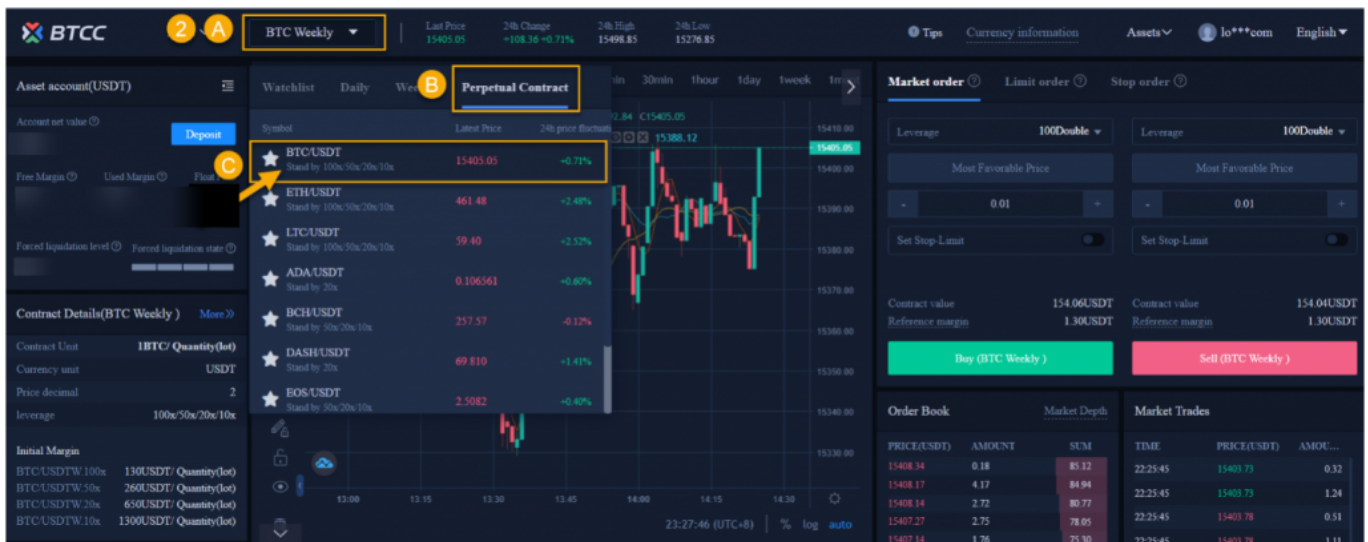 BTCC
2
A
BTC Weekly
Last Price
15405.05
24h Change
+108.36 +0.71%
24h High
15498.85
24h Low
15276.85
Tips
Currency information
Assets
lo***com
English
Asset account(USDT)
Account net value
Deposit
C
Free Margin
Used Margin
Float
Forced liquidation level
Forced liquidation state
Contract Details(BTC Weekly )
More
Contract Unit
1BTC/ Quantity(lot)
Currency unit
USDT
Price decimal
2
leverage
100x/50x/20x/10x
Initial Margin
BTC/USDTW.100x
130USDT/ Quantity(lot)
BTC/USDTW.50x
260USDT/ Quantity(lot)
BTC/USDTW.20x
650USDT/ Quantity(lot)
BTC/USDTW.10x
1300USDT/ Quantity(lot)
Watchlist
Daily
B
Perpetual Contract
Symbol
Latest Price
24h price fluctuati
BTC/USDT
15405.05
+0.71%
Stand by 100x/50x/20x/10x
ETH/USDT
461.48
+2.48%
Stand by 100x/50x/20x/10x
LTC/USDT
59.40
+2.52%
Stand by 100x/50x/20x/10x
ADA/USDT
0.106561
+0.60%
Stand by 20x
BCH/USDT
257.57
-0.12%
Stand by 50x/20x/10x
DASH/USDT
69.810
+1.41%
Stand by 20x
EOS/USDT
2.5082
+0.40%
Stand by 50x/20x/10x
30min
1hour
1day
1week
C15405.05
15388.12
15410.00
15405.05
15400.00
15390.00
15380.00
15370.00
15360.00
15350.00
15340.00
15330.00
13:00
13:15
13:30
13:45
14:00
14:15
14:30
23:27:46 (UTC+8)
%
log
auto
Market order
Limit order
Stop order
Leverage
100Double
Most Favorable Price
-
0.01
+
Set Stop-Limit
Contract value
154.06USDT
Reference margin
1.30USDT
Buy (BTC Weekly )
Leverage
100Double
Most Favorable Price
-
0.01
+
Set Stop-Limit
Contract value
154.04USDT
Reference margin
1.30USDT
Sell (BTC Weekly )
Order Book
Market Depth
PRICE(USDT)
AMOUNT
SUM
15408.34
0.18
85.12
15408.17
4.17
84.94
15408.14
2.72
80.77
15407.27
2.75
78.05
15407.14
1.76
75.30
Market Trades
TIME
PRICE(USDT)
AMOU...
22:25:45
15403.73
0.32
22:25:45
15403.73
1.24
22:25:45
15403.78
0.51
22:25:45
15403.78
1.11